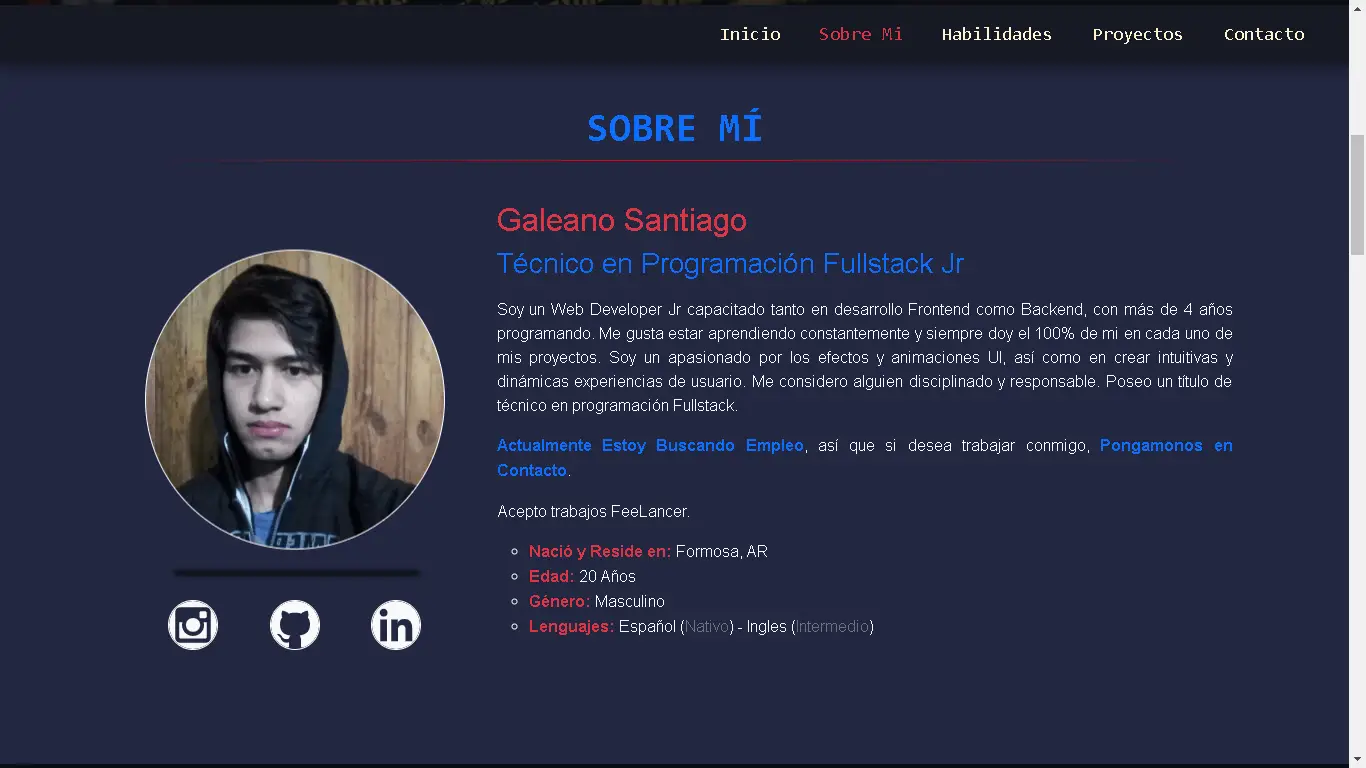 Inicio Sobre Mi Habilidades Proyectos Contacto
SOBRE MÍ
Galeano Santiago
Técnico en Programación Fullstack Jr
Soy un Web Developer Jr capacitado tanto en desarrollo Frontend como Backend, con más de 4 años
programando. Me gusta estar aprendiendo constantemente y siempre doy el 100% de mi en cada uno de
mis proyectos. Soy un apasionado por los efectos y animaciones UI, así como en crear intuitivas y
dinámicas experiencias de usuario. Me considero alguien disciplinado y responsable. Poseo un título de
técnico en programación Fullstack.
Actualmente Estoy Buscando Empleo, así que si desea trabajar conmigo, Pongamonos en
Contacto.
Acepto trabajos FeeLancer.
Nació y Reside en: Formosa, AR
Edad: 20 Años
Género: Masculino
Lenguajes: Español (Nativo) - Ingles (Intermedio)
in